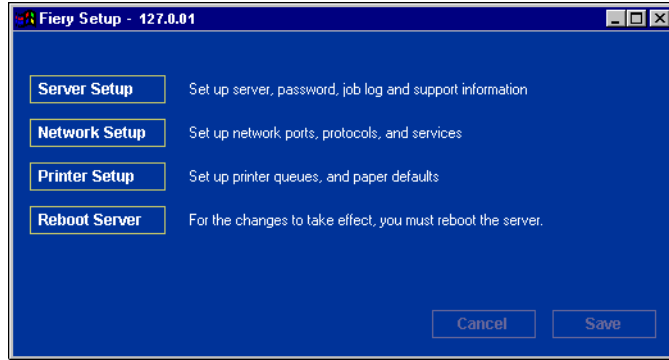 Fiery Setup - 127.0.01
Server Setup Set up server, password, job log and support information
Network Setup Set up network ports, protocols, and services
Printer Setup Set up printer queues, and paper defaults
Reboot Server For the changes to take effect, you must reboot the server.
Cancel Save